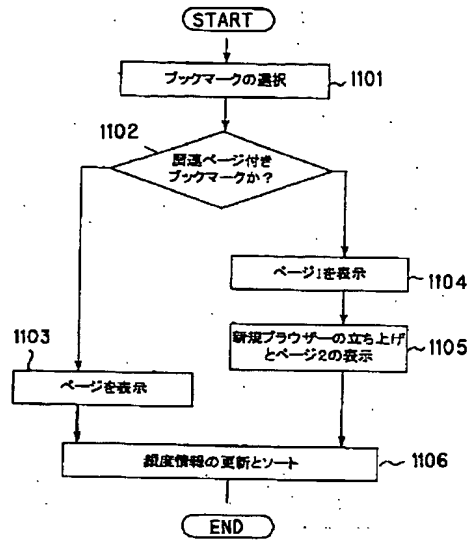 START
ブックマークの選択
1101
1102
関連ページ付き
ブックマークか?
ページ1を表示
1104
新規ブラウザーの立ち上げ
とページ2の表示
1105
1103
ページを表示
頻度情報の更新とソート
1106
END